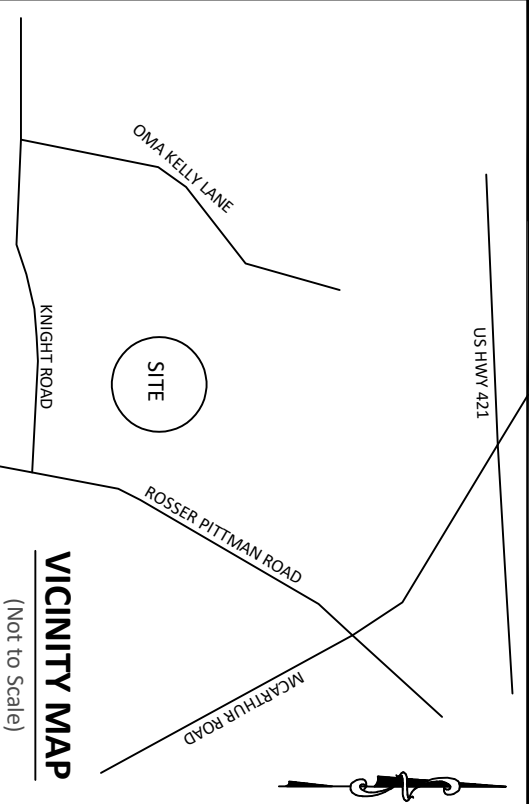 US HWY 421
OMA KELLY LANE
SITE
KNIGHT ROAD
ROSSER PITTMAN ROAD
MCARTHUR ROAD
VICINITY MAP
(Not to Scale)